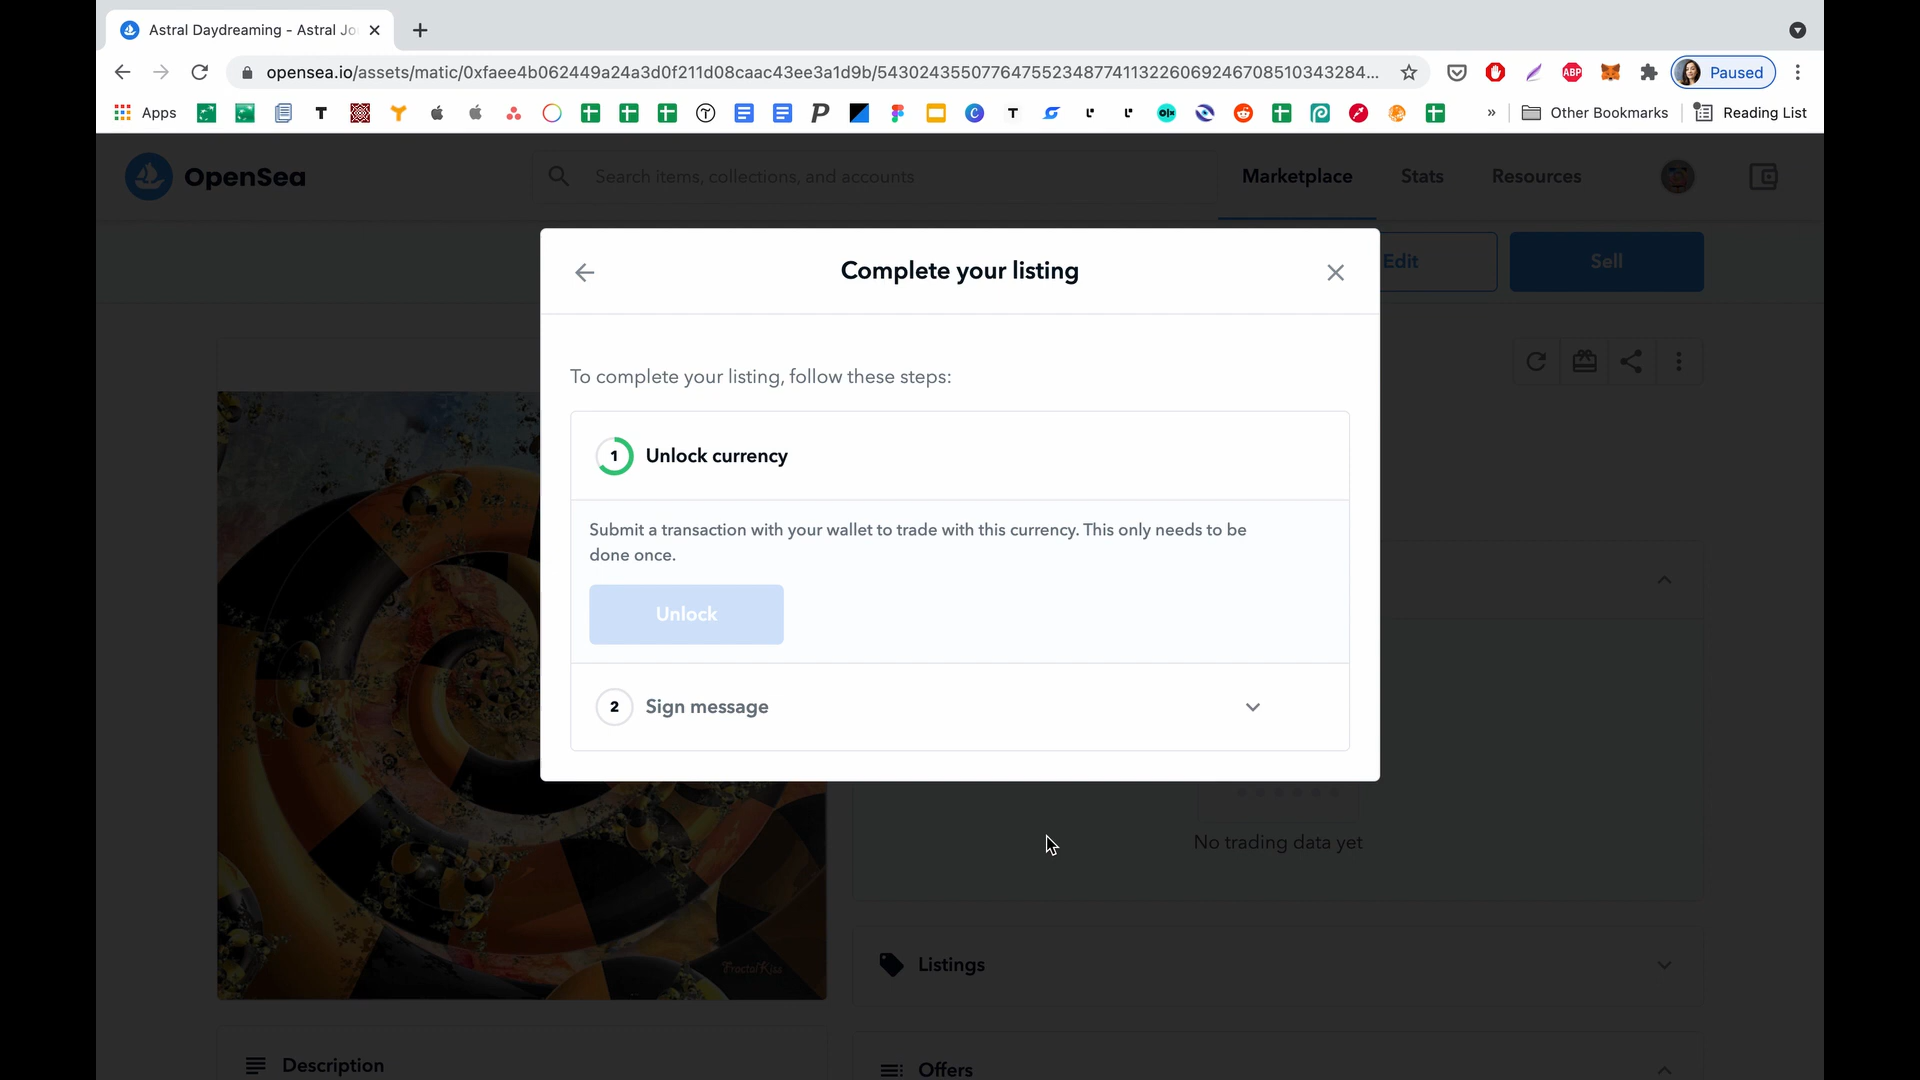 Astral Daydreaming - Astral Jo
opensea.io/assets/matic/0xfaee4b062449a24a3d0f211d08caac43ee3a1d9b/54302435507764755234877411322606924670851034328​4...
ABP
Paused
Apps
Other Bookmarks
Reading List
OpenSea
Search items, collections, and accounts
Marketplace
Stats
Resources
Edit
Sell
Complete your listing
To complete your listing, follow these steps:
1
Unlock currency
Submit a transaction with your wallet to trade with this currency. This only needs to be
done once.
Unlock
2
Sign message
No trading data yet
FractalKiss
Listings
Description
Offers